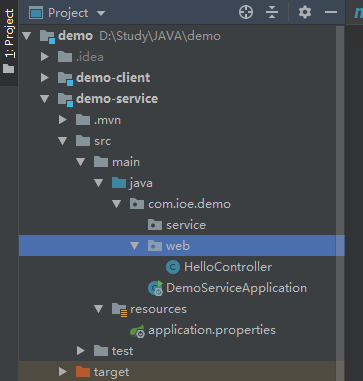 1: Project
Project
demo D:\Study\JAVA\demo
.idea
demo-client
demo-service
.mvn
src
main
java
com.ioe.demo
service
web
HelloController
DemoServiceApplication
resources
application.properties
test
target